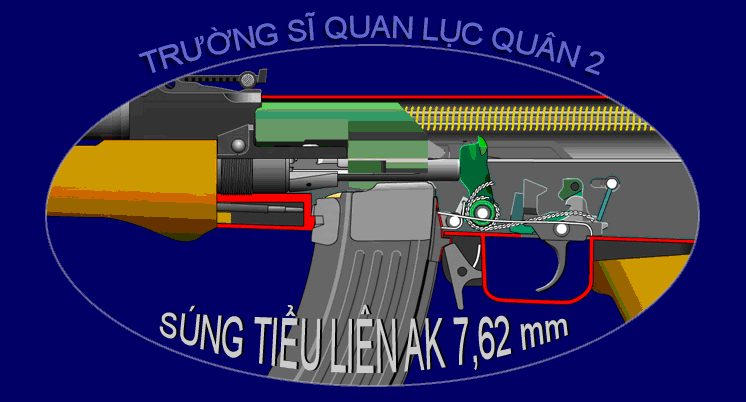 TRƯỜNG SĨ QUAN LỤC QUÂN 2
SÚNG TIỂU LIÊN AK 7,62 mm